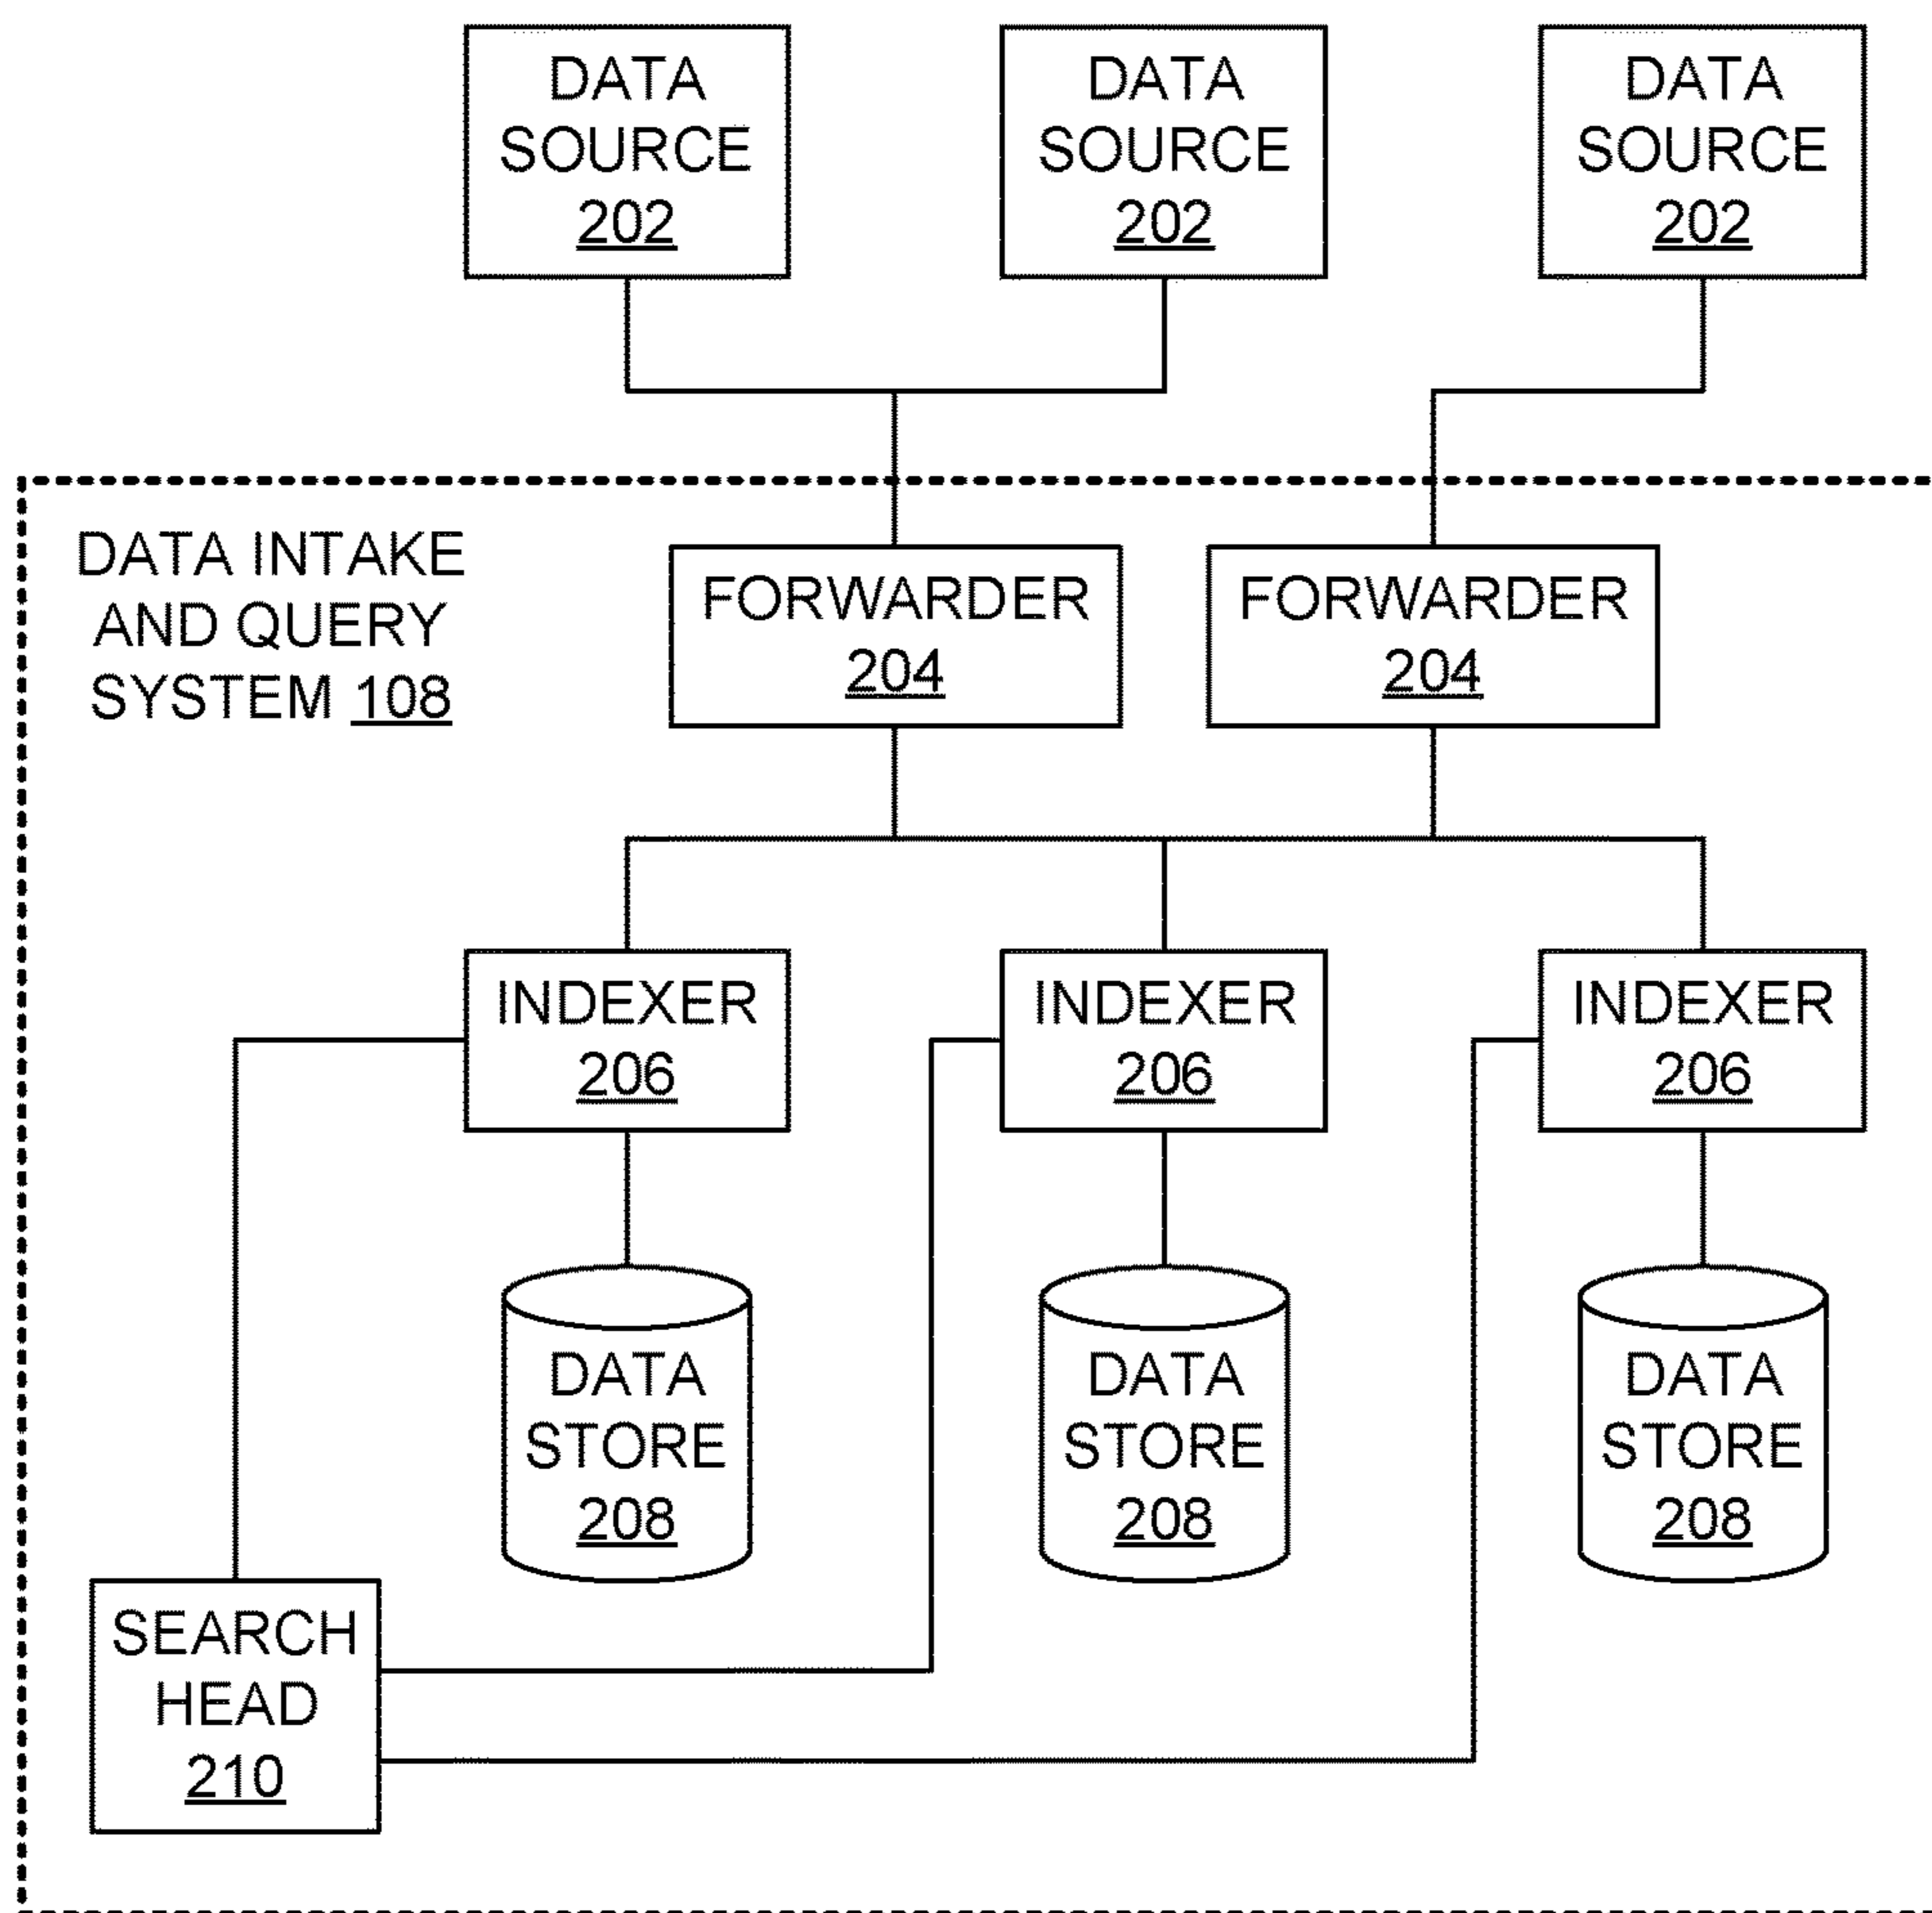 DATA
SOURCE
202
DATA
SOURCE
202
DATA
SOURCE
202
DATA INTAKE
AND QUERY
SYSTEM 108
FORWARDER
204
FORWARDER
204
INDEXER
206
INDEXER
206
INDEXER
206
DATA
STORE
208
DATA
STORE
208
DATA
STORE
208
SEARCH
HEAD
210